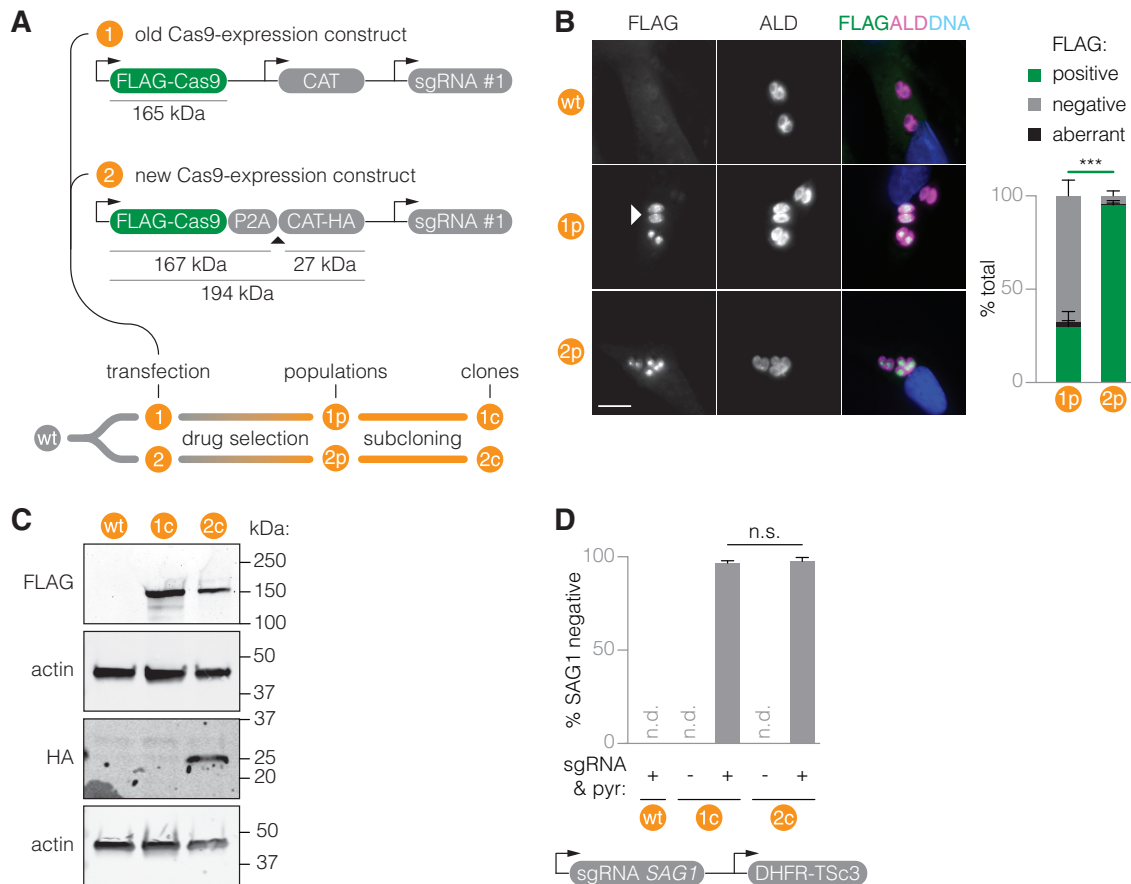 A
1 old Cas9-expression construct
FLAG-Cas9 CAT sgRNA #1
165 kDa
2 new Cas9-expression construct
FLAG-Cas9 P2A CAT-HA sgRNA #1
167 kDa 27 kDa
194 kDa
transfection populations clones
1 1p 1c
wt drug selection subcloning
2 2p 2c
B
FLAG ALD FLAGALDDNA
wt
1p
2p
FLAG:
positive
negative
aberrant
***
100
50
0
% total
1p 2p
C
wt 1c 2c kDa:
FLAG
250
150
100
actin
50
37
HA
37
25
20
actin
50
37
D
n.s.
100
50
0
% SAG1 negative
n.d. n.d. n.d.
sgRNA & pyr: + - + - +
wt 1c 2c
sgRNA SAG1 DHFR-TSc3